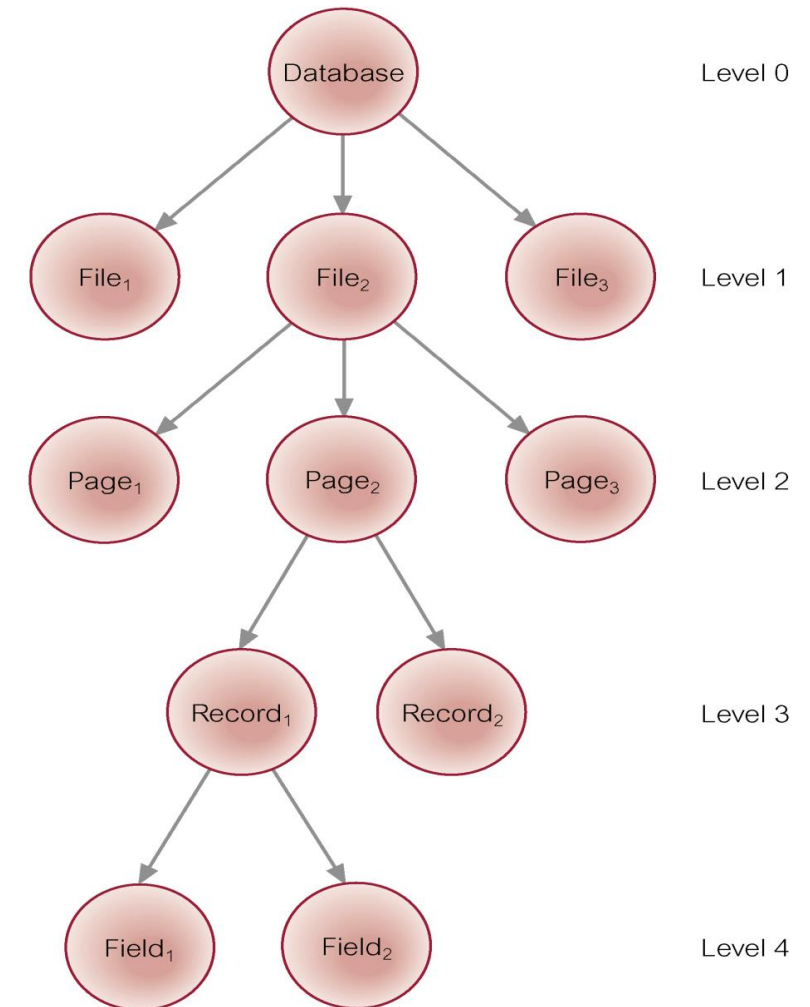 Database Level 0
File₁ File₂ File₃ Level 1
Page₁ Page₂ Page₃ Level 2
Record₁ Record₂ Level 3
Field₁ Field₂ Level 4